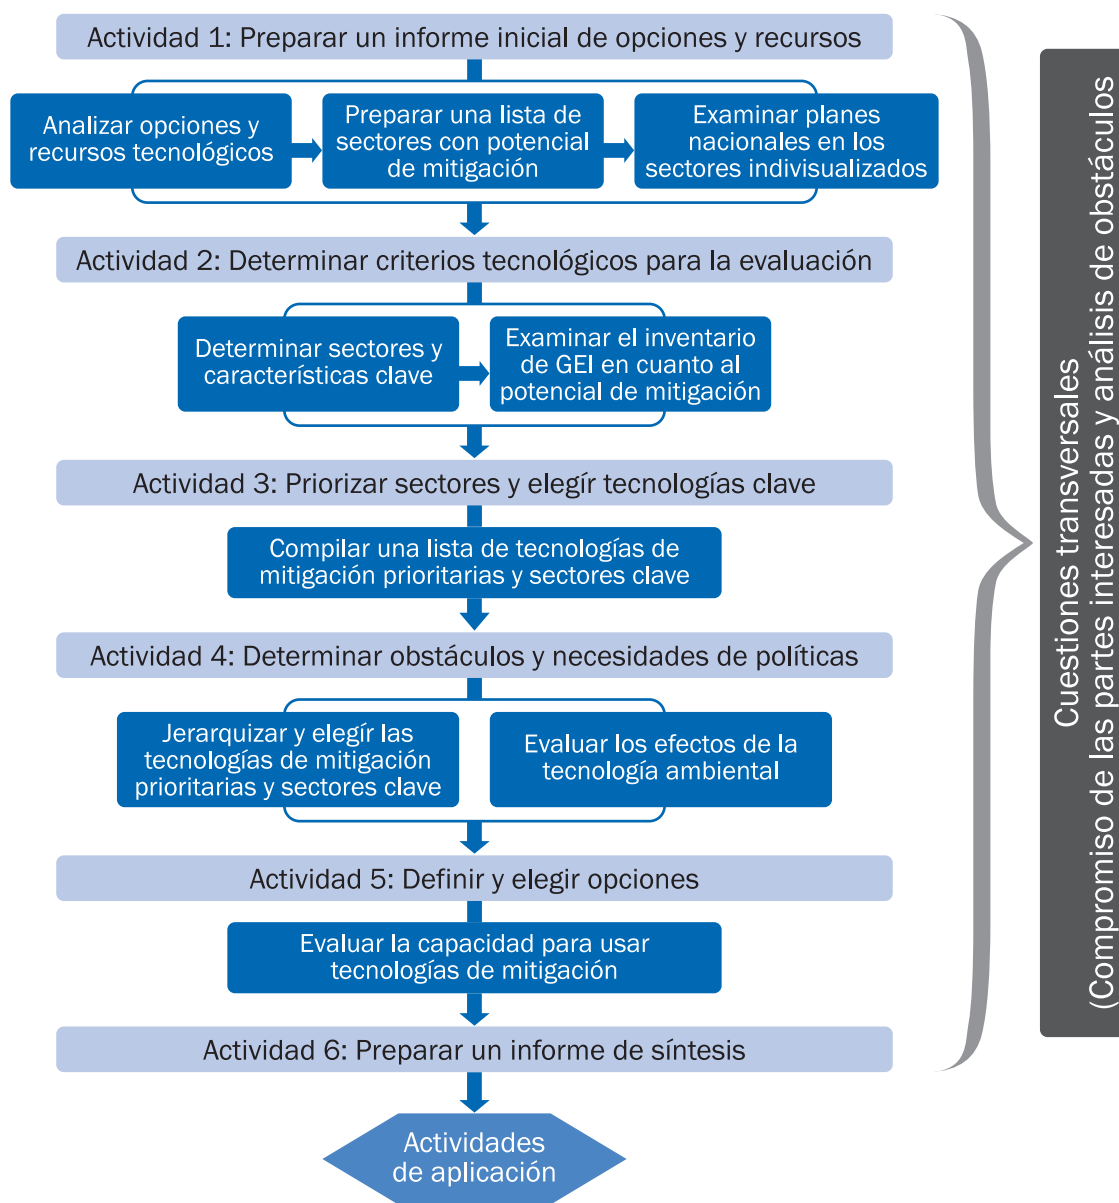 Actividad 1: Preparar un informe inicial de opciones y recursos
Analizar opciones y
recursos tecnológicos
Preparar una lista de
sectores con potencial
de mitigación
Examinar planes
nacionales en los
sectores indivisualizados
Actividad 2: Determinar criterios tecnológicos para la evaluación
Determinar sectores y
características clave
Examinar el inventario
de GEI en cuanto al
potencial de mitigación
Actividad 3: Priorizar sectores y elegír tecnologías clave
Compilar una lista de tecnologías de
mitigación prioritarias y sectores clave
Actividad 4: Determinar obstáculos y necesidades de políticas
Jerarquizar y elegír las
tecnologías de mitigación
prioritarias y sectores clave
Evaluar los efectos de la
tecnología ambiental
Actividad 5: Definir y elegir opciones
Evaluar la capacidad para usar
tecnologías de mitigación
Actividad 6: Preparar un informe de síntesis
Actividades
de aplicación
Cuestiones transversales
(Compromiso de las partes interesadas y análisis de obstáculos